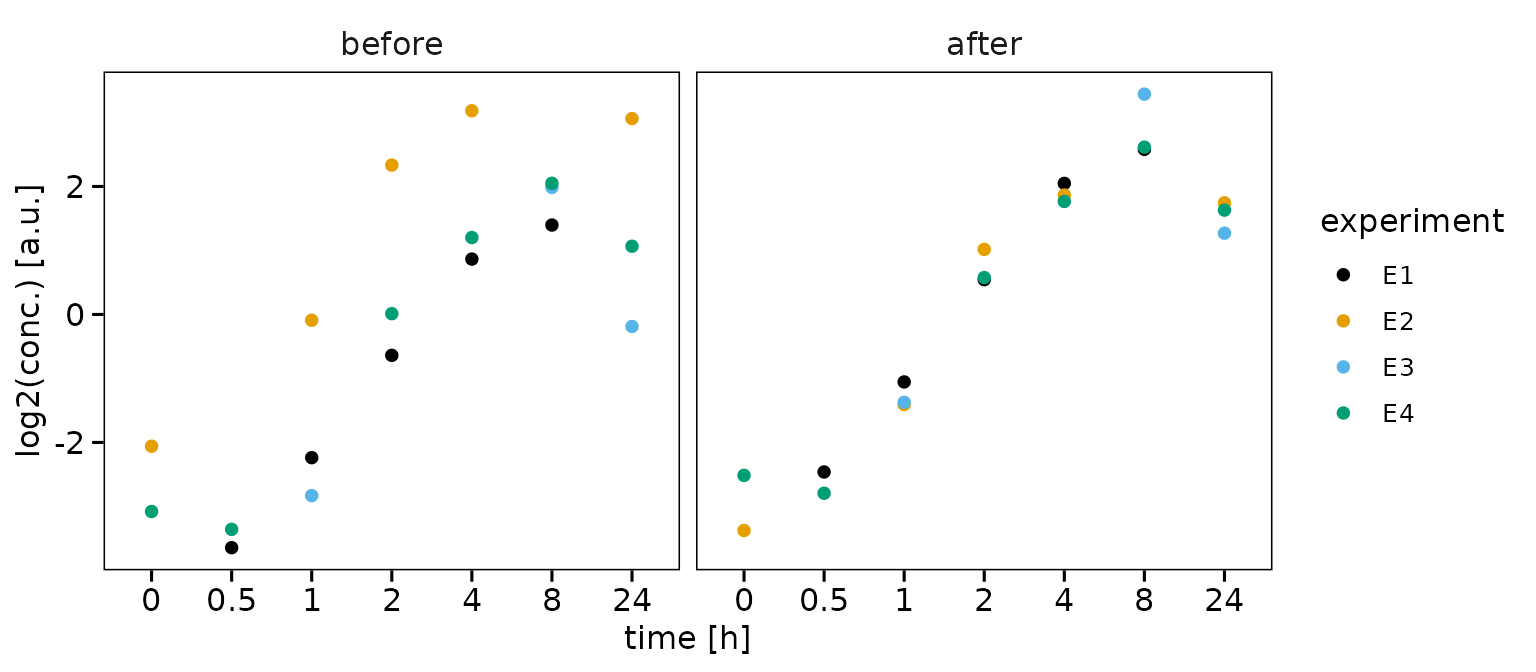 before after
log2(conc.) [a.u.]
2
0
-2
0 0.5 1 2 4 8 24 0 0.5 1 2 4 8 24
time [h]
experiment
E1
E2
E3
E4